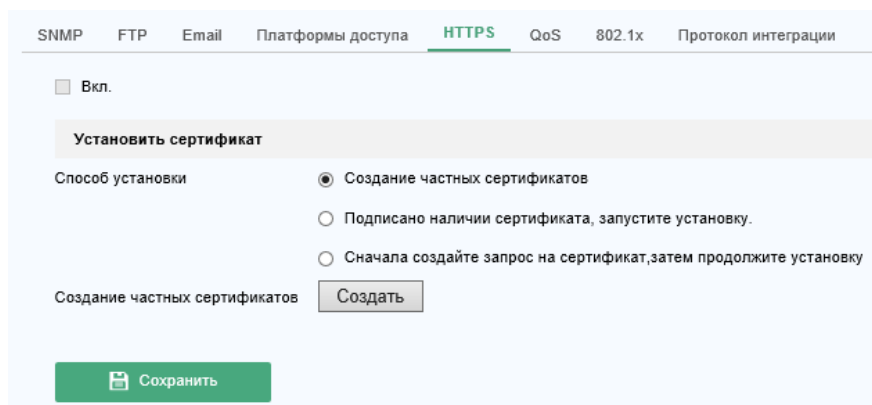 SNMP FTP Email Платформы доступа HTTPS QoS 802.1x Протокол интеграции
Вкл.
Установить сертификат
Способ установки Создание частных сертификатов
Подписано наличии сертификата, запустите установку.
Сначала создайте запрос на сертификат,затем продолжите установку
Создание частных сертификатов Создать
Сохранить